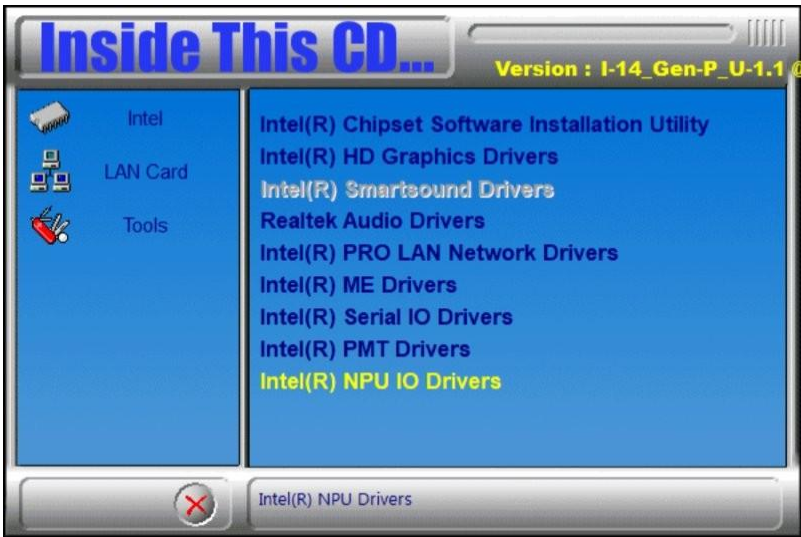 Inside This CD...
Version : I-14_Gen-P_U-1.1
Intel
LAN Card
Tools
Intel(R) Chipset Software Installation Utility
Intel(R) HD Graphics Drivers
Intel(R) Smartsound Drivers
Realtek Audio Drivers
Intel(R) PRO LAN Network Drivers
Intel(R) ME Drivers
Intel(R) Serial IO Drivers
Intel(R) PMT Drivers
Intel(R) NPU IO Drivers
Intel(R) NPU Drivers